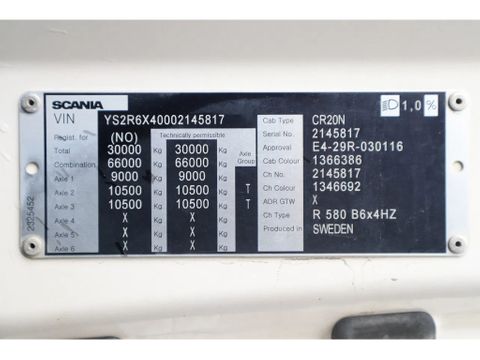 SCANIA
VIN YS2R6X40002145817
Regist. for (NO) Technically permissible
Total 30000 Kg 30000 Kg Axle Group
Combination 66000 Kg 66000 Kg
Axle 1 9000 Kg 9000 Kg
Axle 2 10500 Kg 10500 Kg T
Axle 3 10500 Kg 10500 Kg T
Axle 4 X Kg X Kg
Axle 5 X Kg X Kg
Axle 6 X Kg X Kg
1,0 %
Cab Type CR20N
Serial No. 2145817
Approval E4-29R-030116
Cab Colour 1366386
Ch No. 2145817
Ch Colour 1346692
ADR GTW X
Ch Type R 580 B6x4HZ
Produced in SWEDEN
2025452